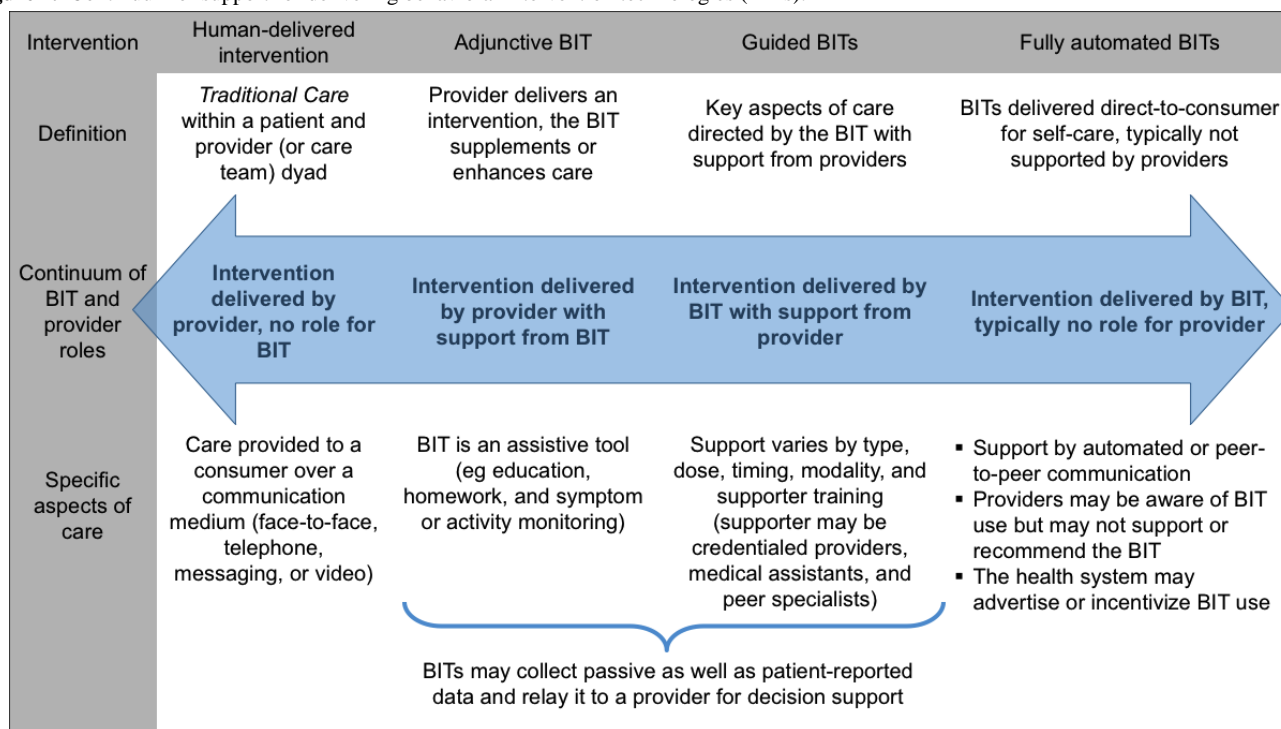 Continuum of support for delivering behavioral intervention technologies (BITs).
Intervention
Human-delivered
intervention
Adjunctive BIT
Guided BITs
Fully automated BITs
Definition
Traditional Care
within a patient and
provider (or care
team) dyad
Provider delivers an
intervention, the BIT
supplements or
enhances care
Key aspects of care
directed by the BIT with
support from providers
BITs delivered direct-to-consumer
for self-care, typically not
supported by providers
Continuum of
BIT and
provider
roles
Intervention
delivered by
provider, no role for
BIT
Intervention delivered
by provider with
support from BIT
Intervention delivered by
BIT with support from
provider
Intervention delivered by BIT,
typically no role for provider
Specific
aspects of
care
Care provided to a
consumer over a
communication
medium (face-to-face,
telephone,
messaging, or video)
BIT is an assistive tool
(eg education,
homework, and symptom
or activity monitoring)
Support varies by type,
dose, timing, modality, and
supporter training
(supporter may be
credentialed providers,
medical assistants, and
peer specialists)
▪ Support by automated or peer-
to-peer communication
▪ Providers may be aware of BIT
use but may not support or
recommend the BIT
▪ The health system may
advertise or incentivize BIT use
BITs may collect passive as well as patient-reported
data and relay it to a provider for decision support